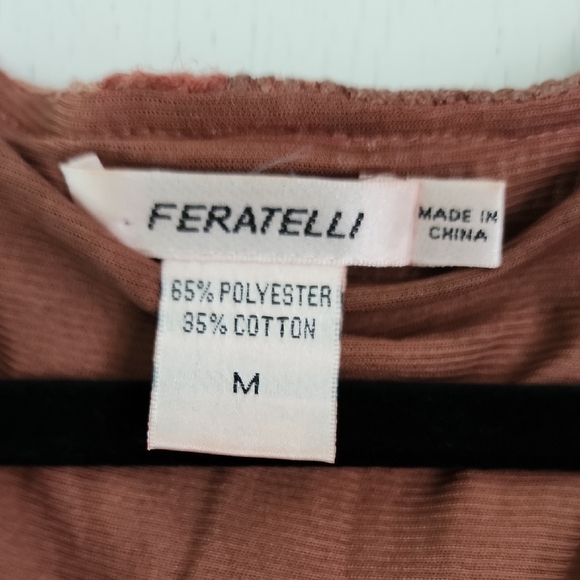 FERATELLI
MADE IN
CHINA
65% POLYESTER
35% COTTON
M